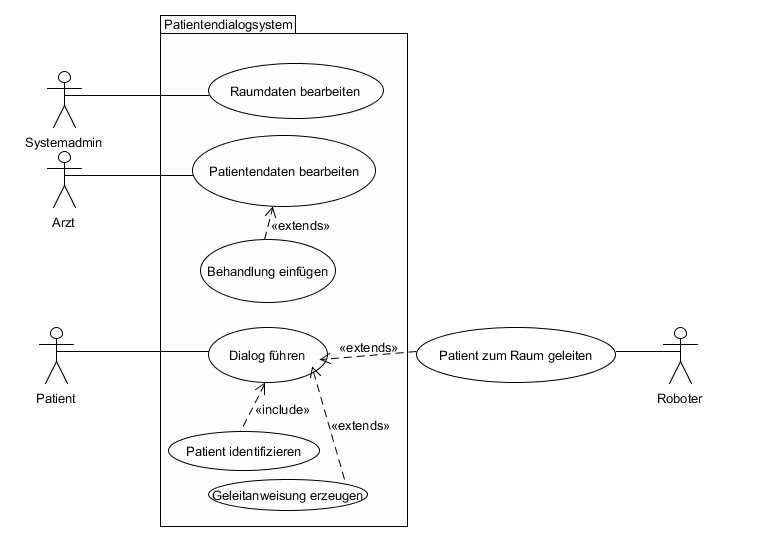 Patientendialogsystem
Raumdaten bearbeiten
Systemadmin
Patientendaten bearbeiten
Arzt
«extends»
Behandlung einfügen
Dialog führen
«extends»
Patient zum Raum geleiten
Patient
Roboter
«include»
«extends»
Patient identifizieren
Geleitanweisung erzeugen